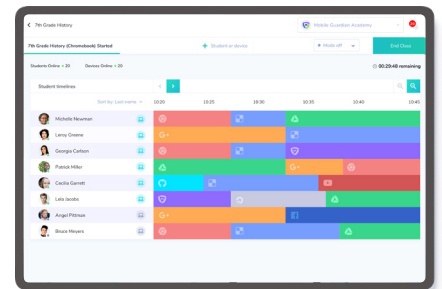 7th Grade History
Mobile Guardian Academy
7th Grade History (Chromebook) Started
Student or device
Mode off
End Class
Students Online • 20
Devices Online • 20
00:29:48 remaining
Student timelines
Sort by: Last name
10:20
10:25
10:30
10:35
10:40
10:45
Michelle Newman
Leroy Greene
G+
Georgia Carlson
Patrick Miller
G+
Cecilia Garrett
Lela Jacobs
Angel Pittman
G+
Bruce Meyers